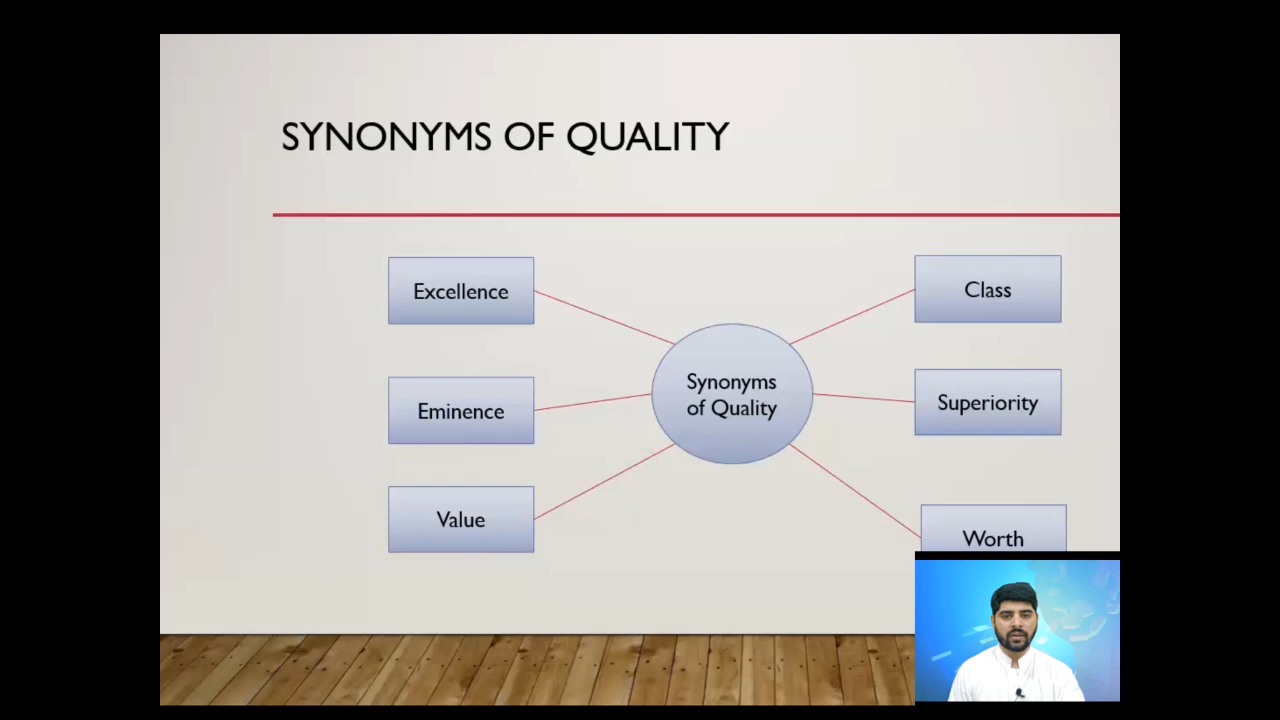 SYNONYMS OF QUALITY
Excellence
Class
Synonyms
of Quality
Eminence
Superiority
Value
Worth